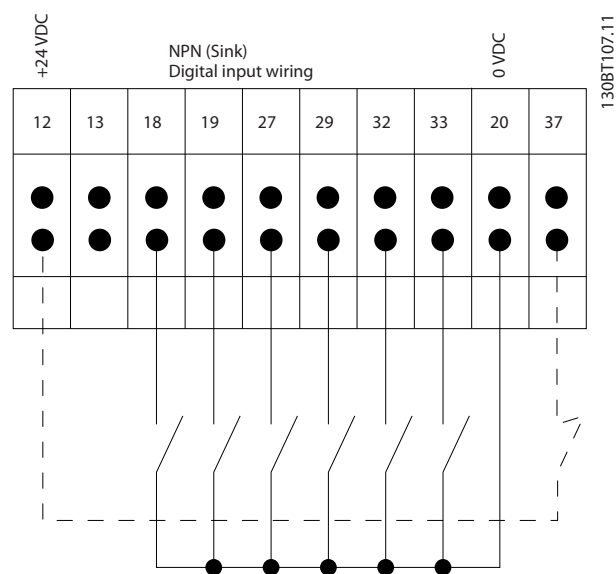 +24 VDC
NPN (Sink)
Digital input wiring
0 VDC
130BT107.11
12 13 18 19 27 29 32 33 20 37